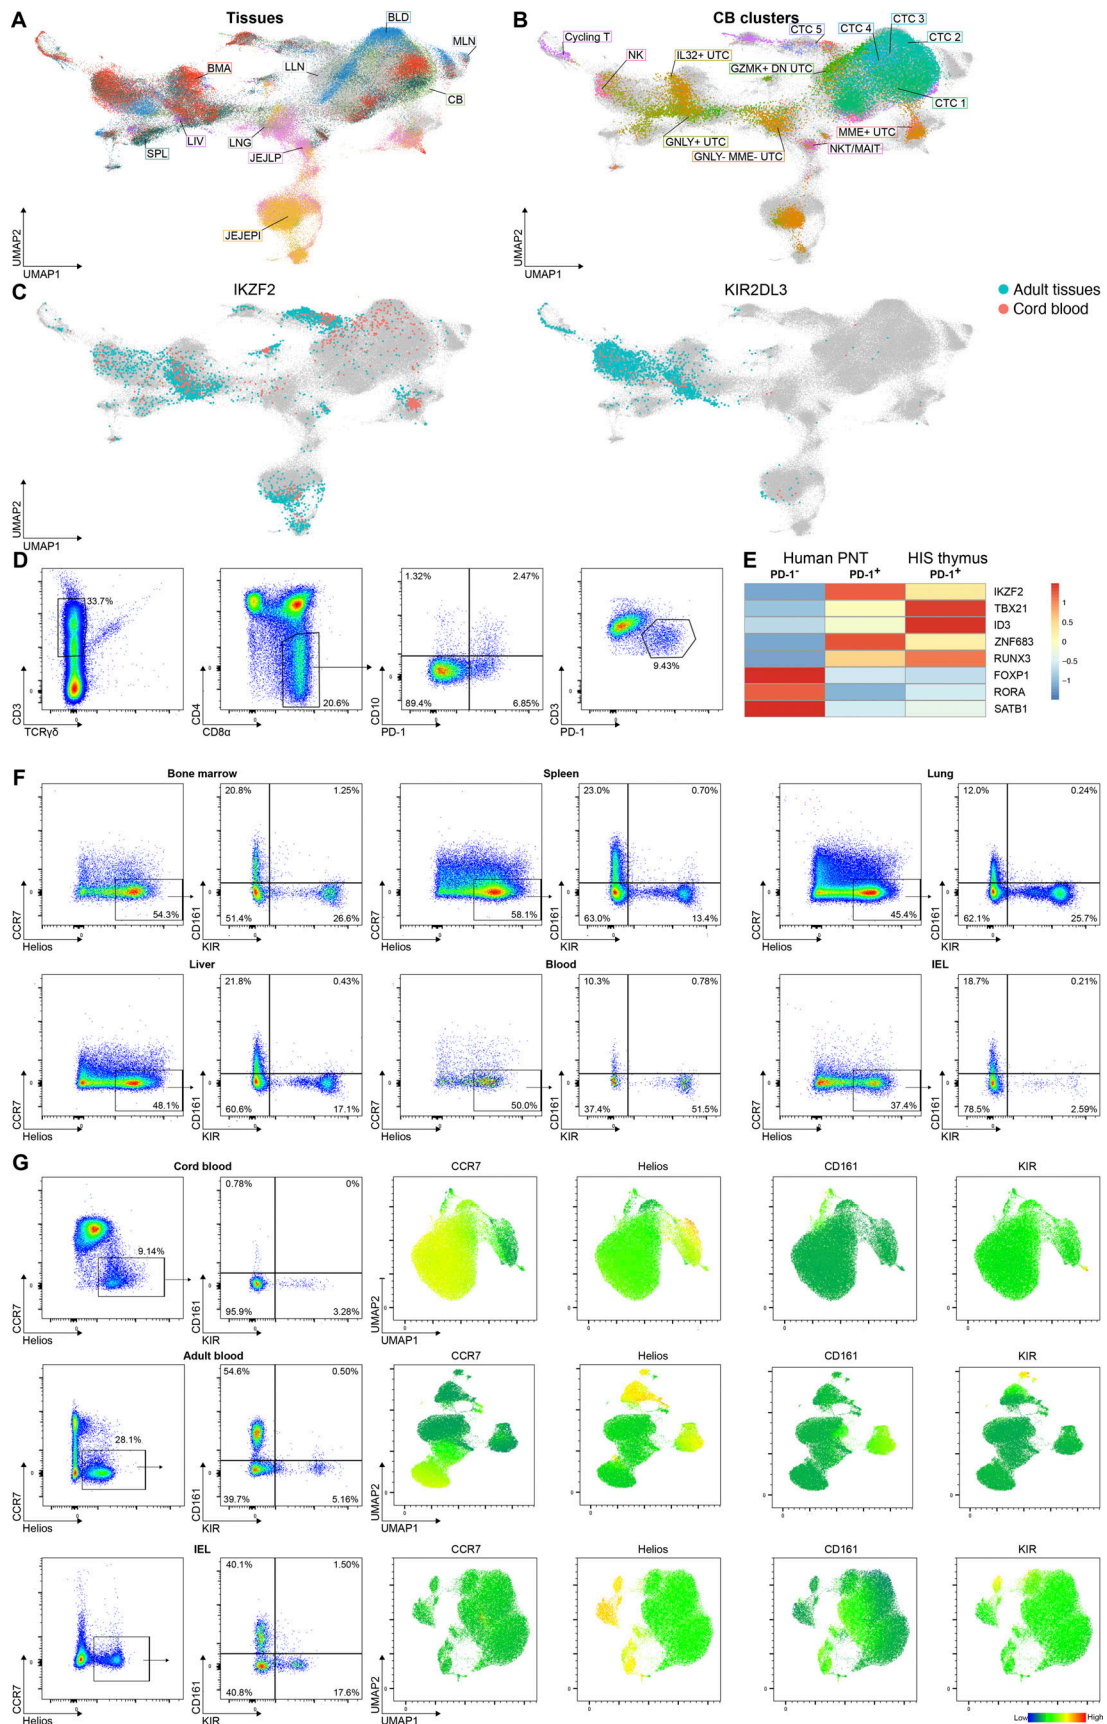 A
Tissues
BLD
MLN
LLN
BMA
CB
LIV
LNG
SPL
JEJLP
JEJEPI
UMAP2
UMAP1
B
CB clusters
CTC 5
CTC 4
CTC 3
CTC 2
Cycling T
NK
IL32+ UTC
GZMK+ DN UTC
CTC 1
MME+ UTC
GNLY+ UTC
NKT/MAIT
GNLY- MME- UTC
UMAP2
UMAP1
C
IKZF2
KIR2DL3
Adult tissues
Cord blood
UMAP2
UMAP1
D
33.7%
0
CD3
TCRγδ
0
20.6%
CD4
CD8α
0
1.32%
2.47%
89.4%
6.85%
CD10
PD-1
0
9.43%
CD3
PD-1
E
Human PNT
HIS thymus
PD-1-
PD-1+
PD-1+
IKZF2
TBX21
ID3
ZNF683
RUNX3
FOXP1
RORA
SATB1
1
0.5
0
−0.5
−1
F
Bone marrow
54.3%
CCR7
Helios
20.8%
1.25%
51.4%
26.6%
CD161
KIR
Spleen
58.1%
CCR7
Helios
23.0%
0.70%
63.0%
13.4%
CD161
KIR
Lung
45.4%
CCR7
Helios
12.0%
0.24%
62.1%
25.7%
CD161
KIR
Liver
48.1%
CCR7
Helios
21.8%
0.43%
60.6%
17.1%
CD161
KIR
Blood
50.0%
CCR7
Helios
10.3%
0.78%
37.4%
51.5%
CD161
KIR
IEL
37.4%
CCR7
Helios
18.7%
0.21%
78.5%
2.59%
CD161
KIR
G
Cord blood
9.14%
CCR7
Helios
0.78%
0%
95.9%
3.28%
CD161
KIR
CCR7
Helios
CD161
KIR
UMAP2
UMAP1
Adult blood
28.1%
CCR7
Helios
54.6%
0.50%
39.7%
5.16%
CD161
KIR
CCR7
Helios
CD161
KIR
UMAP2
UMAP1
IEL
CCR7
Helios
40.1%
1.50%
40.8%
17.6%
CD161
KIR
CCR7
Helios
CD161
KIR
UMAP2
UMAP1
Low
High